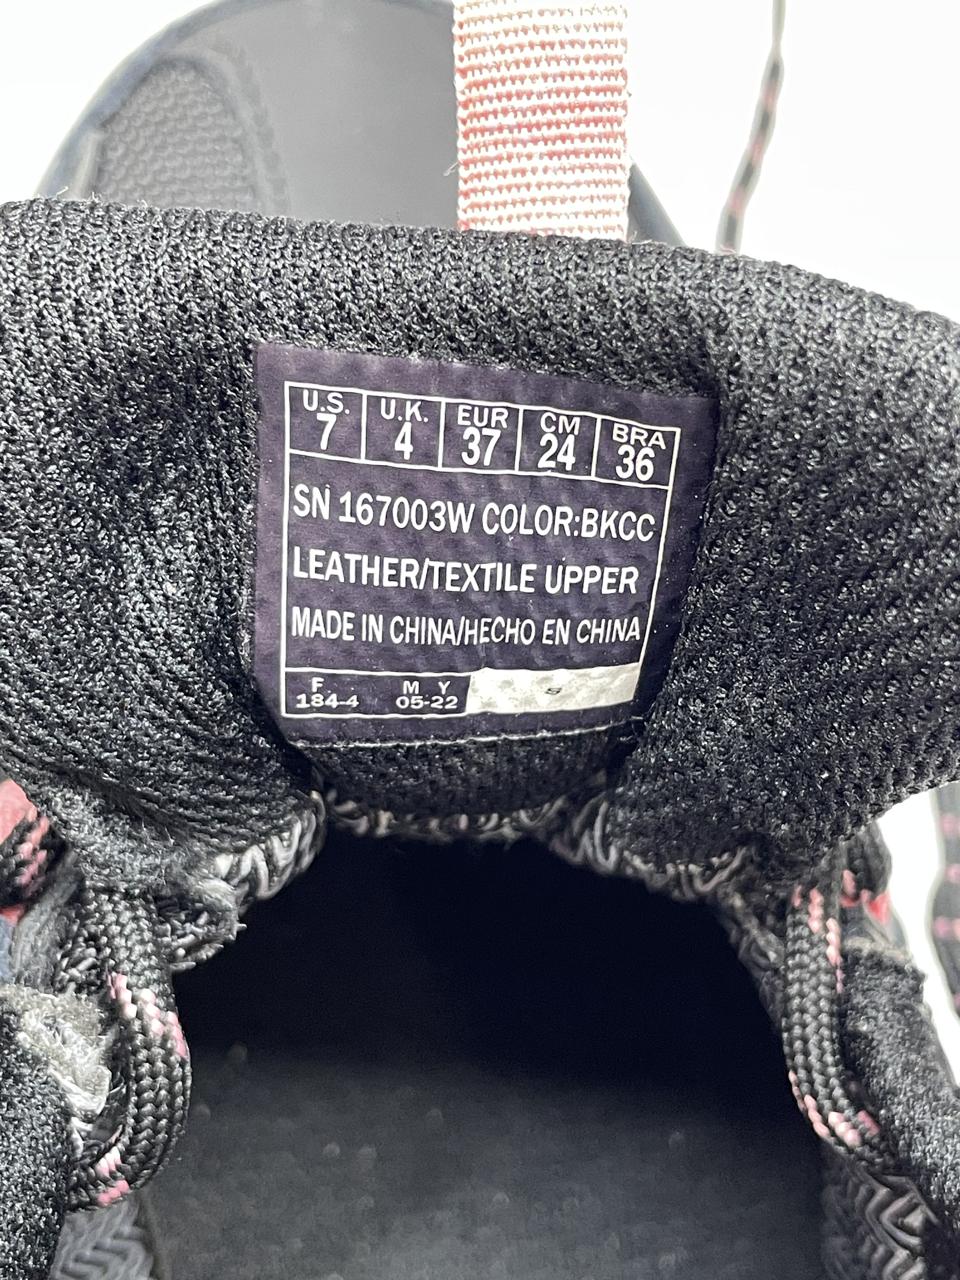 U.S. U.K. EUR CM BRA
7 4 37 24 36
SN 167003W COLOR:BKCC
LEATHER/TEXTILE UPPER
MADE IN CHINA/HECHO EN CHINA
F. M Y
184-4 05-22
S